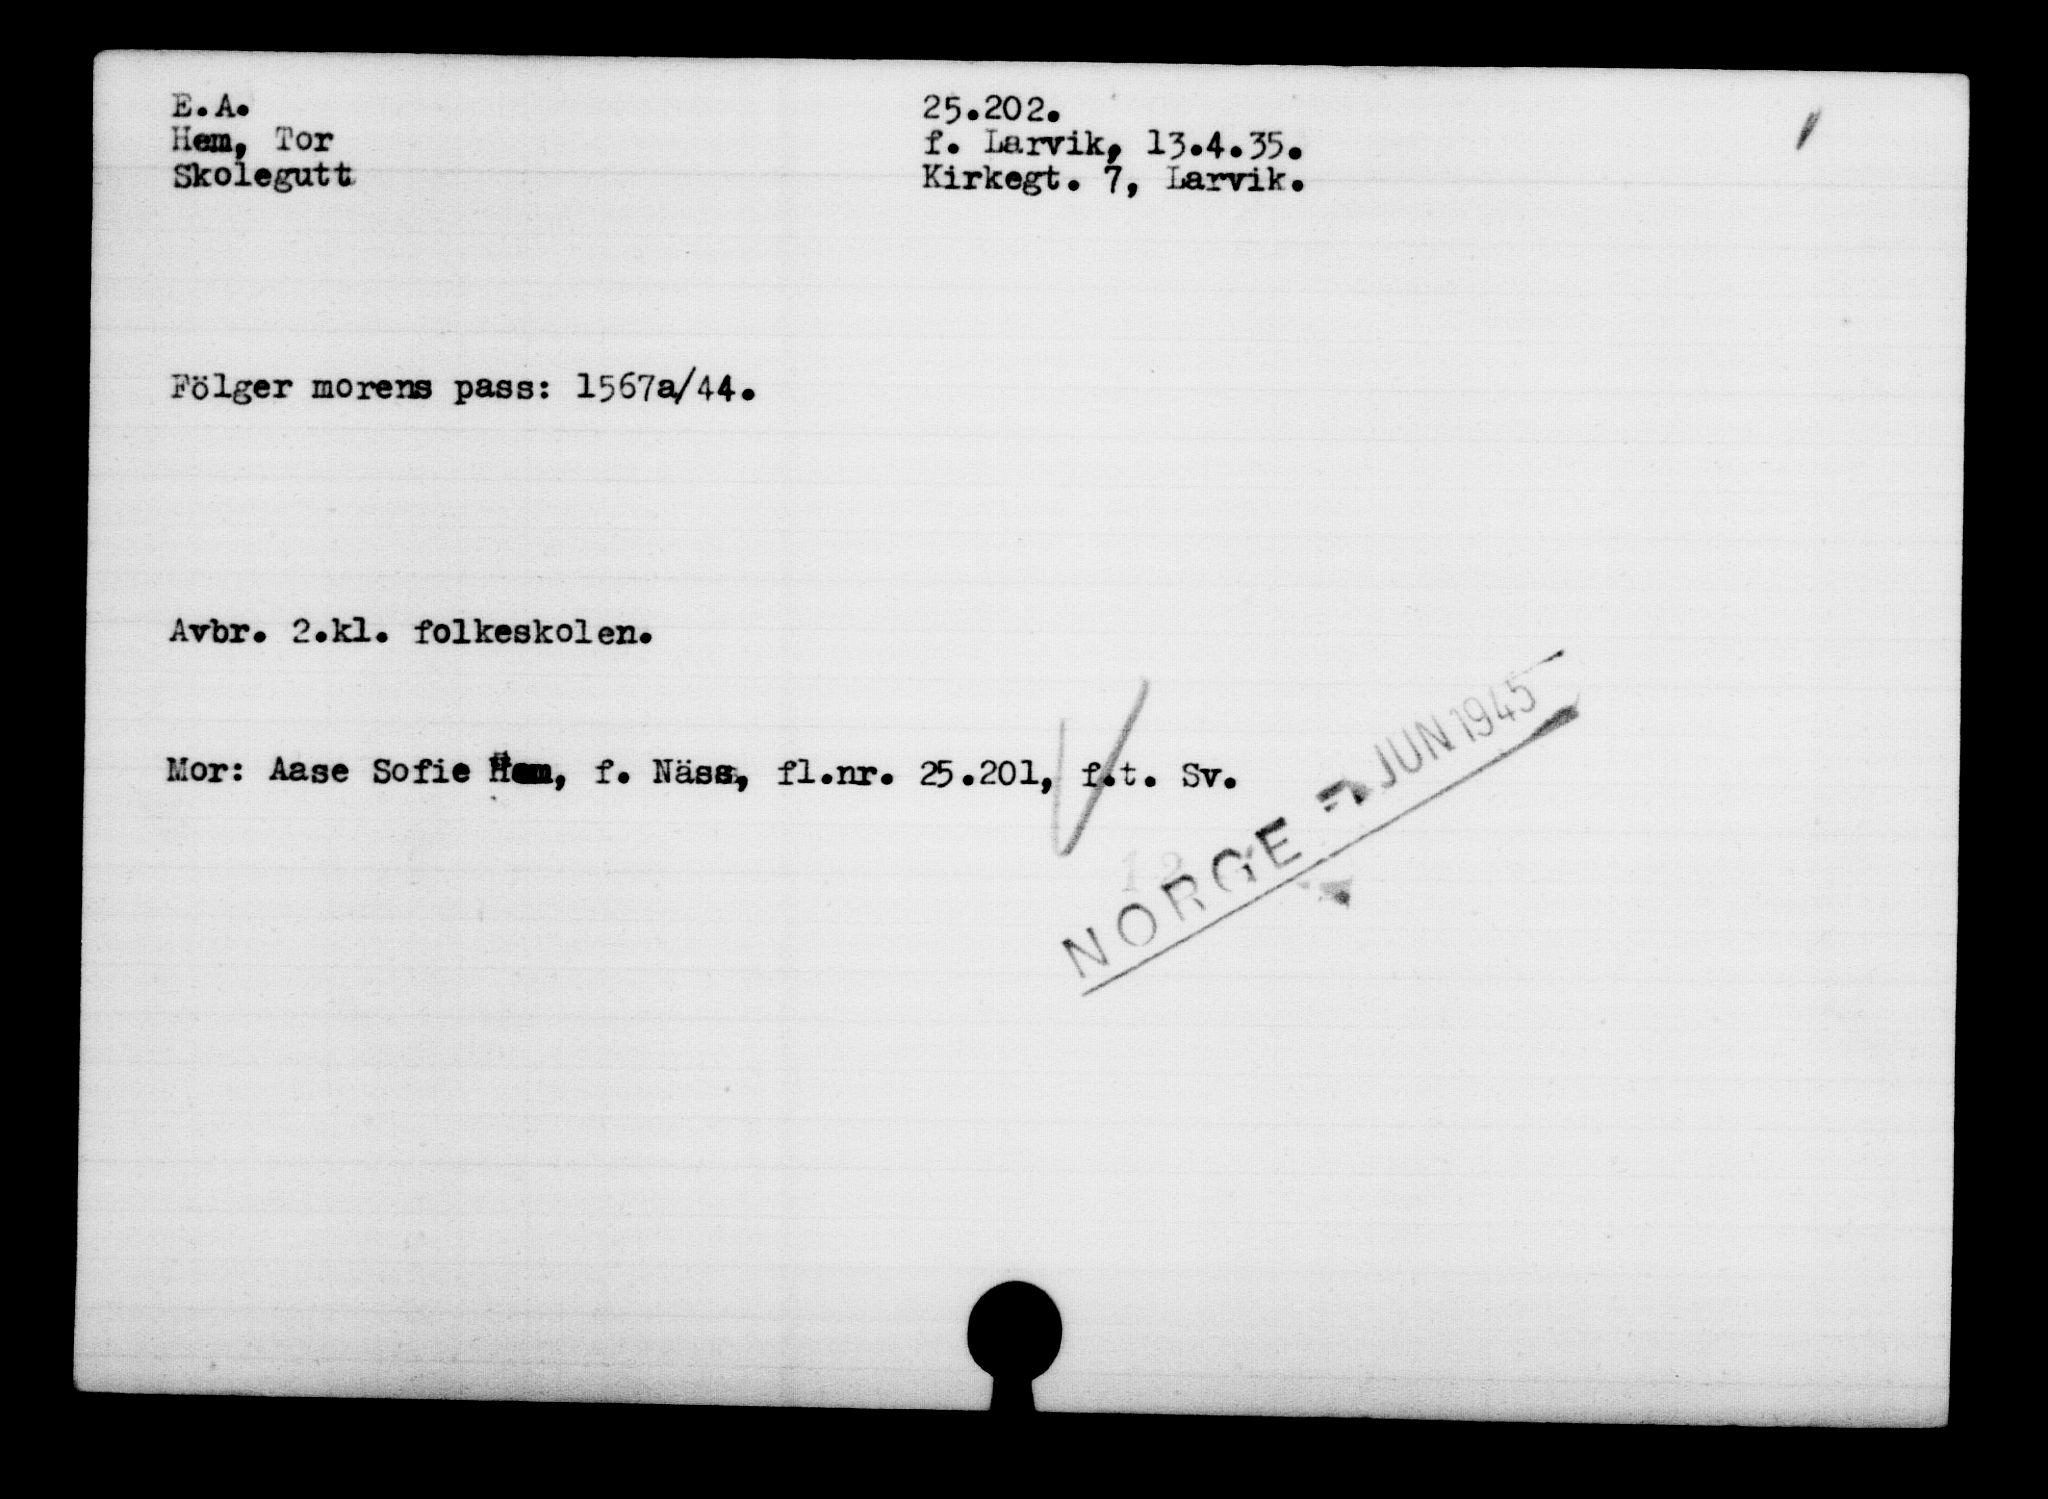 E.A.
25.202.
Hem, Tor
f. Larvik, 13.4.35.
Skolegutt
Kirkegt. 7, Larvik.
Fölger morens pass: 1567a/44.
Avbr. 2.kl. folkeskolen.
Mor: Aase Sofie Hem, f. Näss, fl.nr. 25.201, f.t. Sv.
NORGE JUN 1945
12